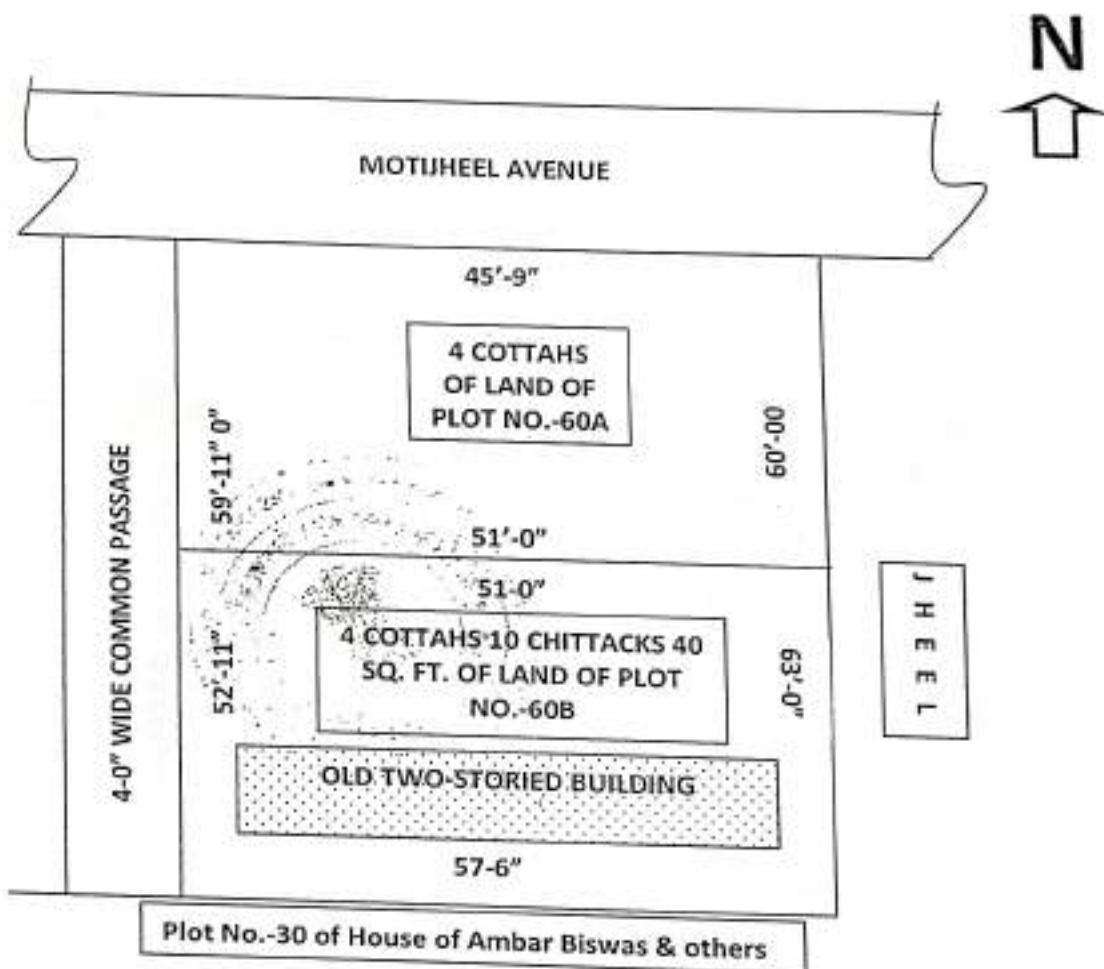 N
MOTIJHEEL AVENUE
45’-9”
4 COTTAHS
OF LAND OF
PLOT NO.-60A
59’-11” 0”
60’-00
4-0” WIDE COMMON PASSAGE
51’-0”
51-0”
4 COTTAHS 10 CHITTACKS 40
SQ. FT. OF LAND OF PLOT
NO.-60B
52’-11”
63’-0”
JHEEL
OLD TWO-STORIED BUILDING
57-6”
Plot No.-30 of House of Ambar Biswas & others